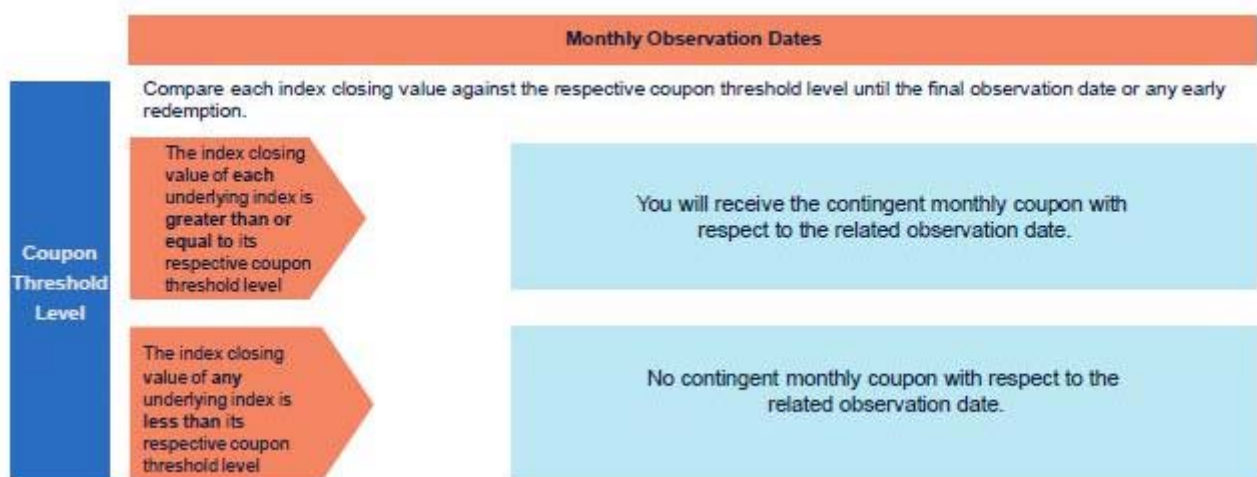 Monthly Observation Dates
Compare each index closing value against the respective coupon threshold level until the final observation date or any early
redemption.
Coupon
Threshold
Level
The index closing
value of each
underlying index is
greater than or
equal to its
respective coupon
threshold level
You will receive the contingent monthly coupon with
respect to the related observation date.
The index closing
value of any
underlying index is
less than its
respective coupon
threshold level
No contingent monthly coupon with respect to the
related observation date.